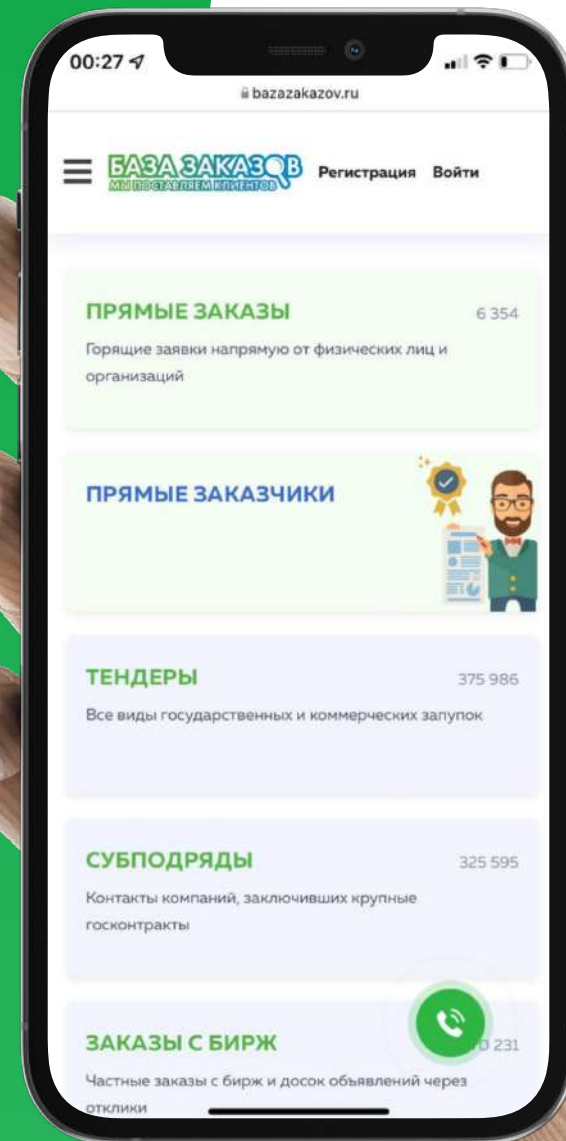 00:27
bazazakazov.ru
БАЗА ЗАКАЗОВ Регистрация Войти
МЫ ПОСТАВЛЯЕМ КЛИЕНТОВ
ПРЯМЫЕ ЗАКАЗЫ 6 354
Горящие заявки напрямую от физических лиц и
организаций
ПРЯМЫЕ ЗАКАЗЧИКИ
ТЕНДЕРЫ 375 986
Все виды государственных и коммерческих запупок
СУБПОДРЯДЫ 325 595
Контакты компаний, заключивших крупные
госконтракты
ЗАКАЗЫ С БИРЖ 231
Частные заказы с бирж и досок объявлений через
отклики